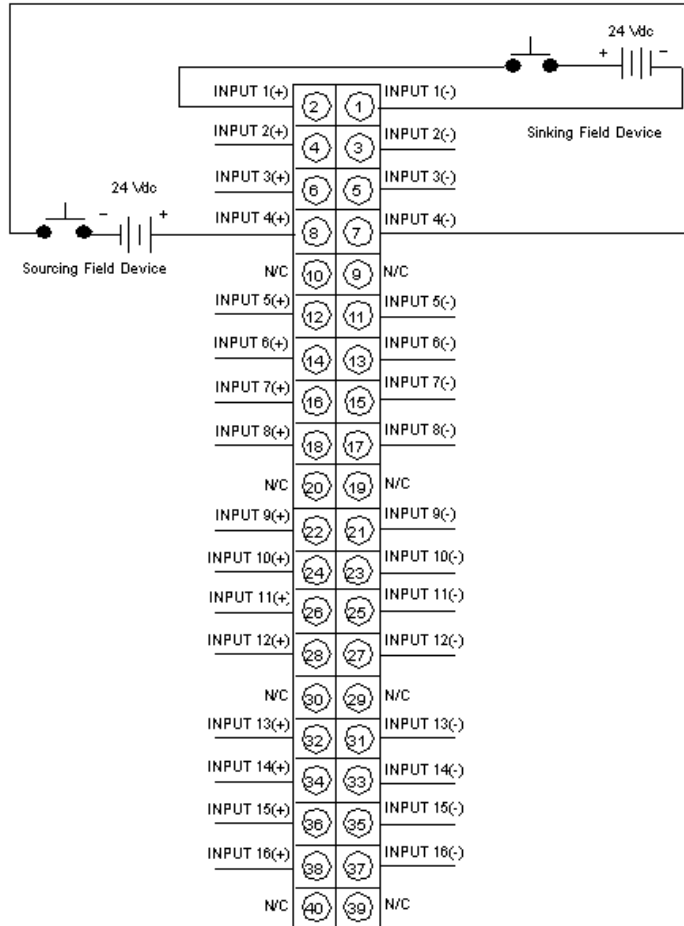 24 Vdc
+ −
INPUT 1(+) 2 1 INPUT 1(-)
Sinking Field Device
INPUT 2(+) 4 3 INPUT 2(-)
INPUT 3(+) 6 5 INPUT 3(-)
24 Vdc
− +
INPUT 4(+) 8 7 INPUT 4(-)
Sourcing Field Device
N/C 10 9 N/C
INPUT 5(+) 12 11 INPUT 5(-)
INPUT 6(+) 14 13 INPUT 6(-)
INPUT 7(+) 16 15 INPUT 7(-)
INPUT 8(+) 18 17 INPUT 8(-)
N/C 20 19 N/C
INPUT 9(+) 22 21 INPUT 9(-)
INPUT 10(+) 24 23 INPUT 10(-)
INPUT 11(+) 26 25 INPUT 11(-)
INPUT 12(+) 28 27 INPUT 12(-)
N/C 30 29 N/C
INPUT 13(+) 32 31 INPUT 13(-)
INPUT 14(+) 34 33 INPUT 14(-)
INPUT 15(+) 36 35 INPUT 15(-)
INPUT 16(+) 38 37 INPUT 16(-)
N/C 40 39 N/C